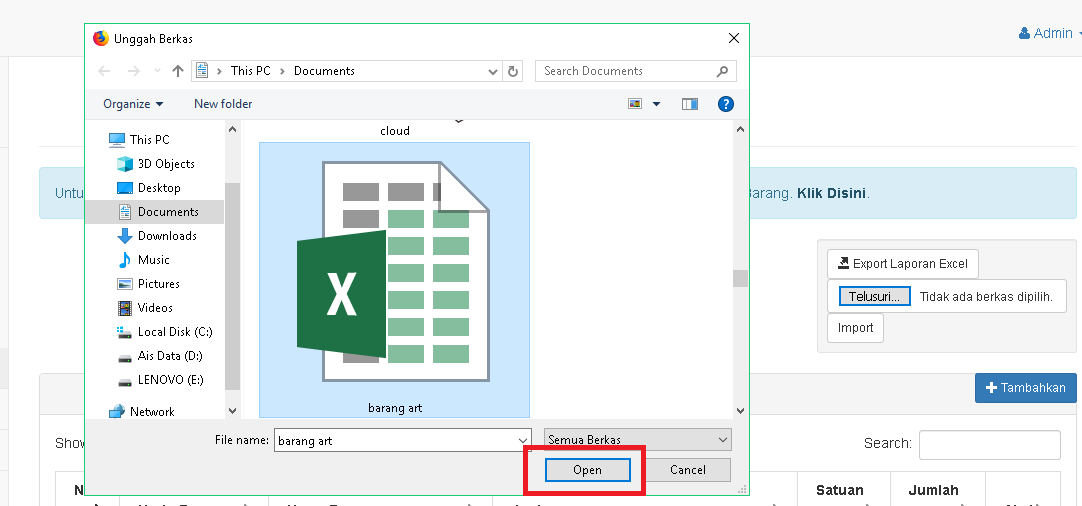 Unggah Berkas
Admin
This PC > Documents
Search Documents
Organize
New folder
This PC
3D Objects
Desktop
Documents
Downloads
Music
Pictures
Videos
Local Disk (C:)
Ais Data (D:)
LENOVO (E:)
Network
cloud
X
barang art
File name: barang art
Semua Berkas
Open
Cancel
Untu
Barang. Klik Disini.
Export Laporan Excel
Telusuri... Tidak ada berkas dipilih.
Import
Tambahkan
Show
Search:
Satuan
Jumlah